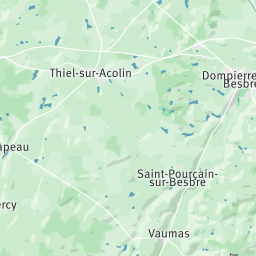 Thiel-sur-Acolin
Dompierre
Besbre
apeau
Saint-Pourçain-
sur-Besbre
ercy
Vaumas